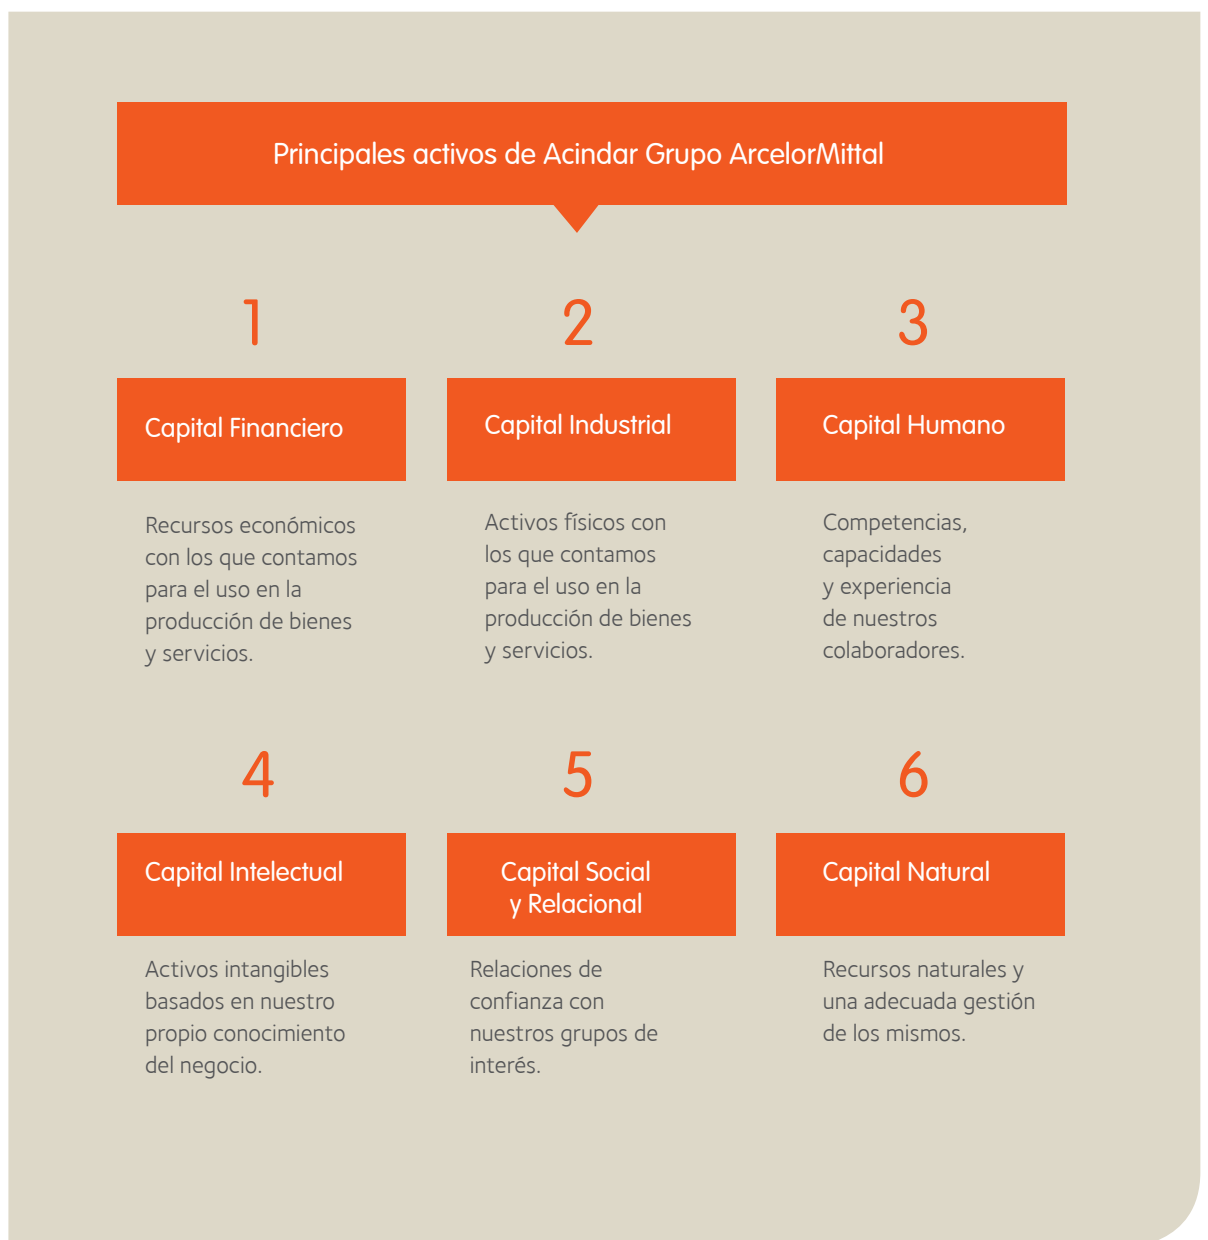 Principales activos de Acindar Grupo ArcelorMittal
1
Capital Financiero
Recursos económicos
con los que contamos
para el uso en la
producción de bienes
y servicios.
2
Capital Industrial
Activos físicos con
los que contamos
para el uso en la
producción de bienes
y servicios.
3
Capital Humano
Competencias,
capacidades
y experiencia
de nuestros
colaboradores.
4
Capital Intelectual
Activos intangibles
basados en nuestro
propio conocimiento
del negocio.
5
Capital Social
y Relacional
Relaciones de
confianza con
nuestros grupos de
interés.
6
Capital Natural
Recursos naturales y
una adecuada gestión
de los mismos.